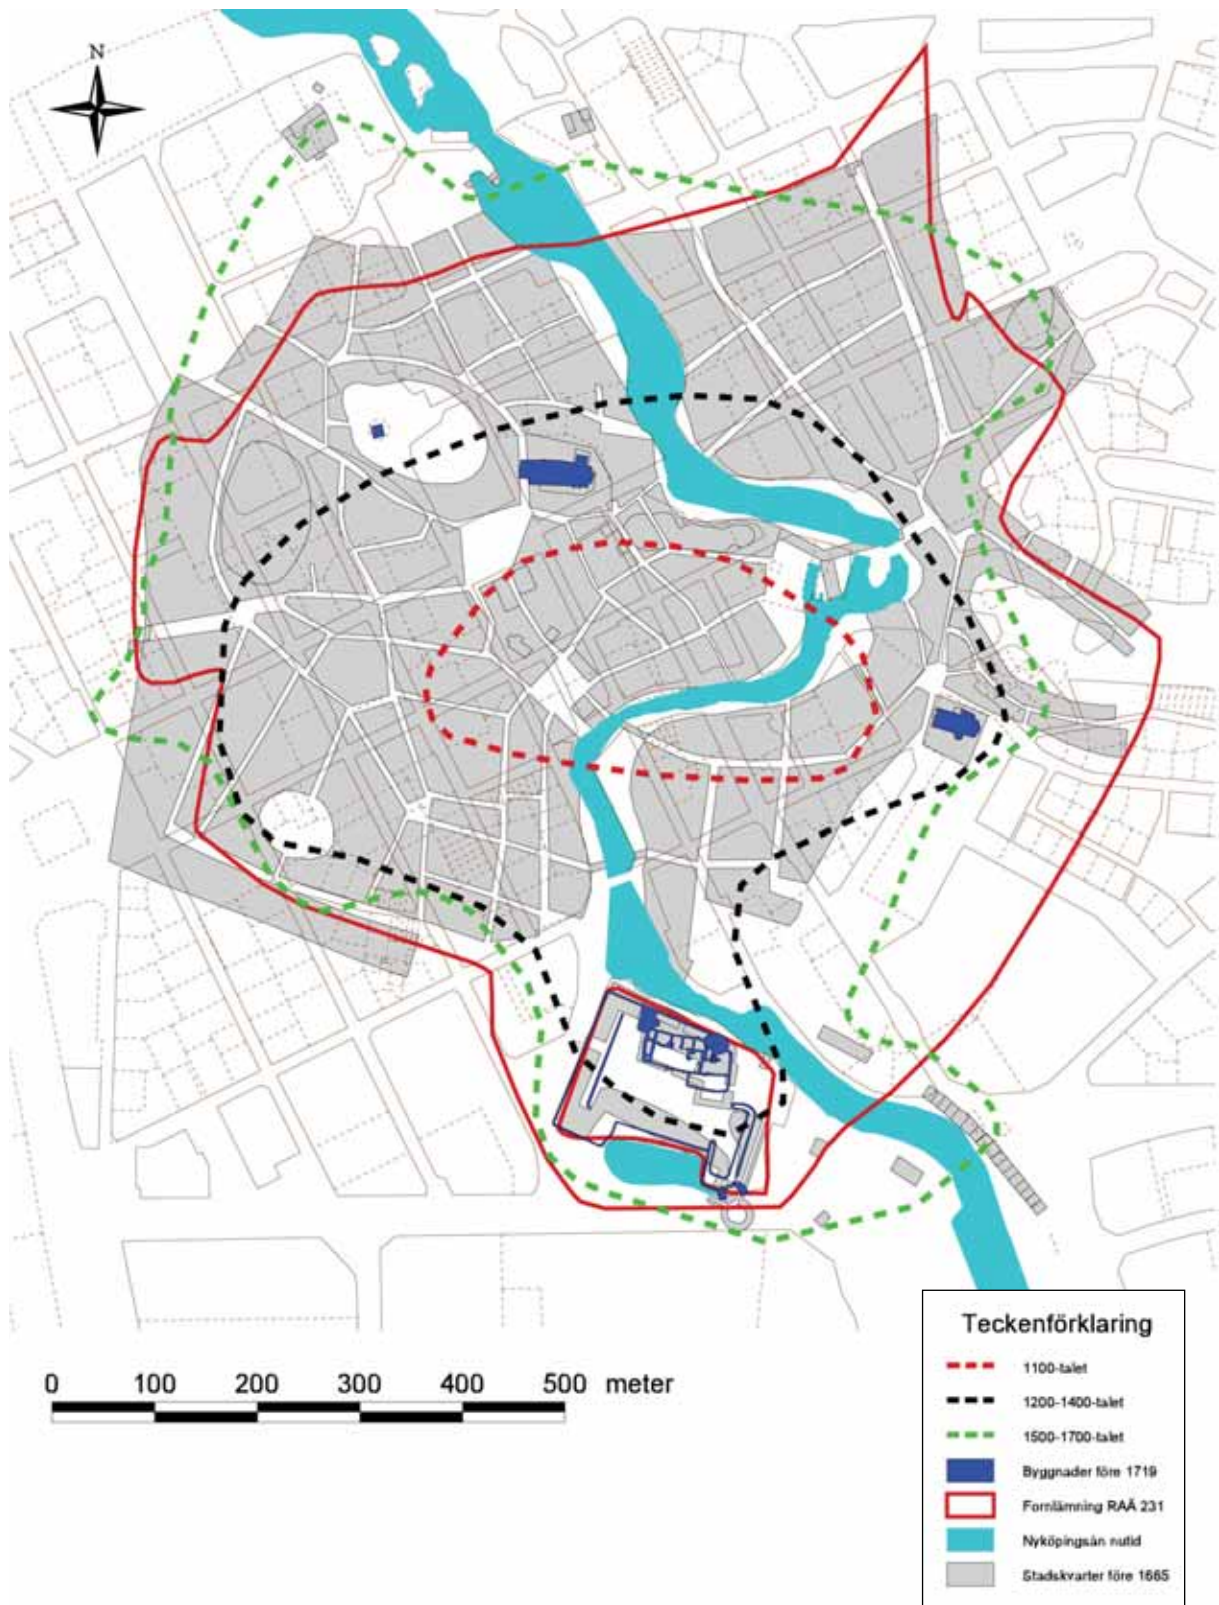 N
0 100 200 300 400 500 meter
Teckenförklaring
1100-talet
1200-1400-talet
1500-1700-talet
Byggnader före 1719
Fornlämning RAÄ 231
Nyköpingsån nutid
Stadskvarter före 1665